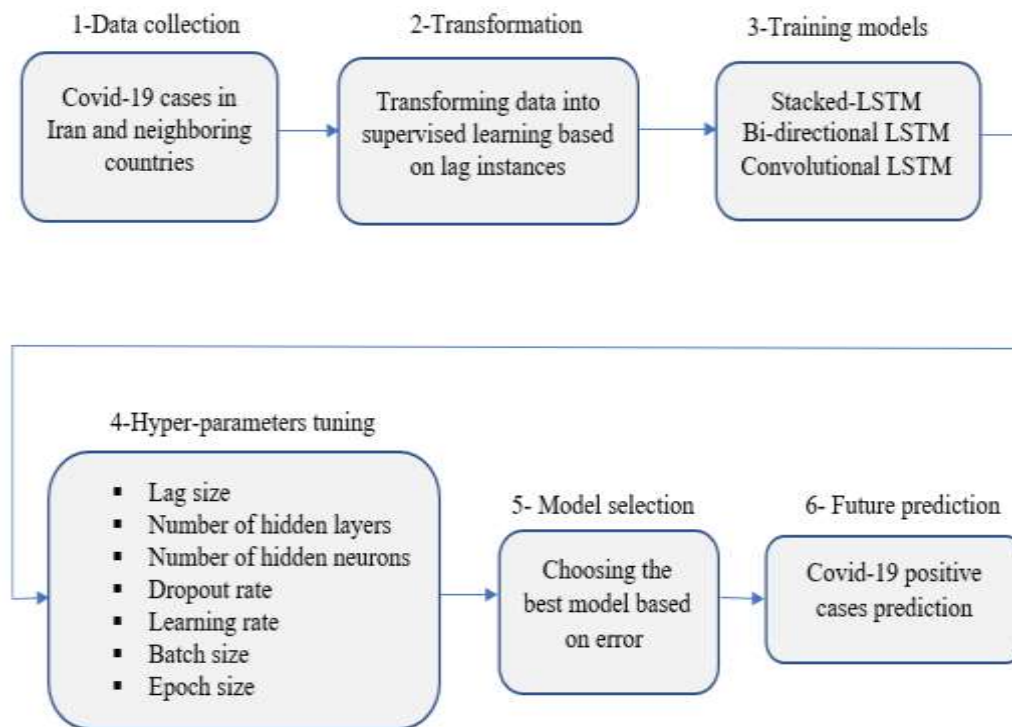 1-Data collection
Covid-19 cases in
Iran and neighboring
countries
2-Transformation
Transforming data into
supervised learning based
on lag instances
3-Training models
Stacked-LSTM
Bi-directional LSTM
Convolutional LSTM
4-Hyper-parameters tuning
▪ Lag size
▪ Number of hidden layers
▪ Number of hidden neurons
▪ Dropout rate
▪ Learning rate
▪ Batch size
▪ Epoch size
5- Model selection
Choosing the
best model based
on error
6- Future prediction
Covid-19 positive
cases prediction